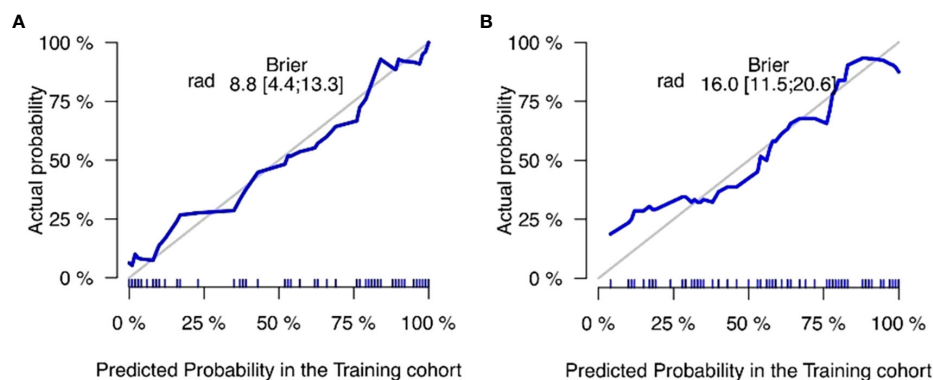 A
Actual probability
100 %
75 %
50 %
25 %
0 %
Brier
rad 8.8 [4.4;13.3]
0 % 25 % 50 % 75 % 100 %
Predicted Probability in the Training cohort
B
Actual probability
100 %
75 %
50 %
25 %
0 %
Brier
rad 16.0 [11.5;20.6]
0 % 25 % 50 % 75 % 100 %
Predicted Probability in the Training cohort